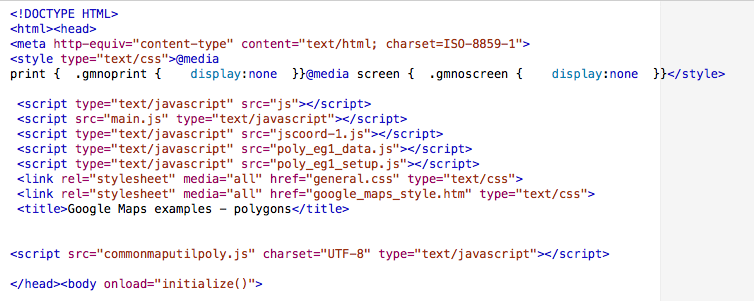 <!DOCTYPE HTML>
<html><head>
<meta http-equiv="content-type" content="text/html; charset=ISO-8859-1">
<style type="text/css">@media
print {  .gmnoprint {    display:none  }}@media screen {  .gmnoscreen {    display:none  }}</style>
<script type="text/javascript" src="js"></script>
<script src="main.js" type="text/javascript"></script>
<script type="text/javascript" src="jscoord-1.js"></script>
<script type="text/javascript" src="poly_eg1_data.js"></script>
<script type="text/javascript" src="poly_eg1_setup.js"></script>
<link rel="stylesheet" media="all" href="general.css" type="text/css">
<link rel="stylesheet" media="all" href="google_maps_style.htm" type="text/css">
<title>Google Maps examples - polygons</title>
<script src="commonmaputilpoly.js" charset="UTF-8" type="text/javascript"></script>
</head><body onload="initialize()">